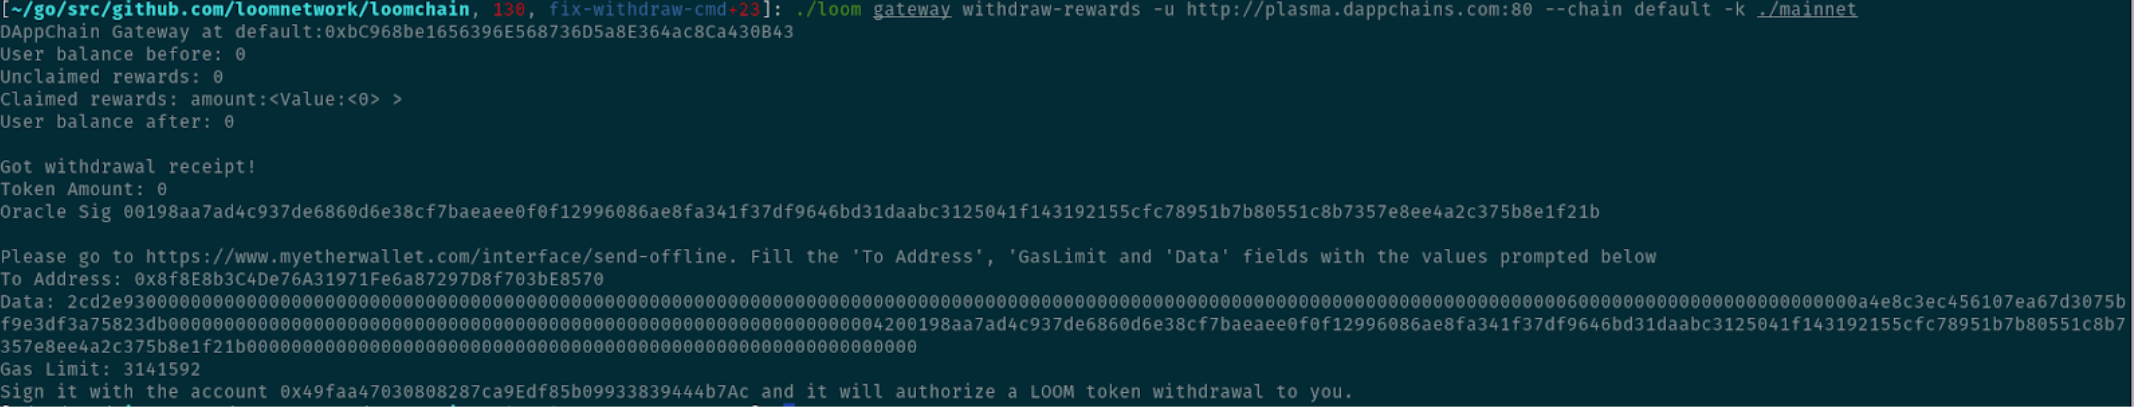 [~/go/src/github.com/loomnetwork/loomchain, 130, fix-withdraw-cmd+23]: ./loom gateway withdraw-rewards -u http://plasma.dappchains.com:80 --chain default -k ./mainnet
DAppChain Gateway at default:0xbC968be1656396E568736D5a8E364ac8Ca430B43
User balance before: 0
Unclaimed rewards: 0
Claimed rewards: amount:<Value:<0> >
User balance after: 0
Got withdrawal receipt!
Token Amount: 0
Oracle Sig 00198aa7ad4c937de6860d6e38cf7baeaee0f0f12996086ae8fa341f37df9646bd31daabc3125041f143192155cfc78951b7b80551c8b7357e8ee4a2c375b8e1f21b
Please go to https://www.myetherwallet.com/interface/send-offline. Fill the 'To Address', 'GasLimit and 'Data' fields with the values prompted below
To Address: 0x8f8E8b3C4De76A31971Fe6a87297D8f703bE8570
Data: 2cd2e9300000000000000000000000000000000000000000000000000000000000000000000000000000000000000000000000000000000000000000000000000000000060000000000000000000000000a4e8c3ec456107ea67d3075b
f9e3df3a75823db0000000000000000000000000000000000000000000000000000000000000004200198aa7ad4c937de6860d6e38cf7baeaee0f0f12996086ae8fa341f37df9646bd31daabc3125041f143192155cfc78951b7b80551c8b7
357e8ee4a2c375b8e1f21b000000000000000000000000000000000000000000000000000000000000
Gas Limit: 3141592
Sign it with the account 0x49faa47030808287ca9Edf85b09933839444b7Ac and it will authorize a LOOM token withdrawal to you.